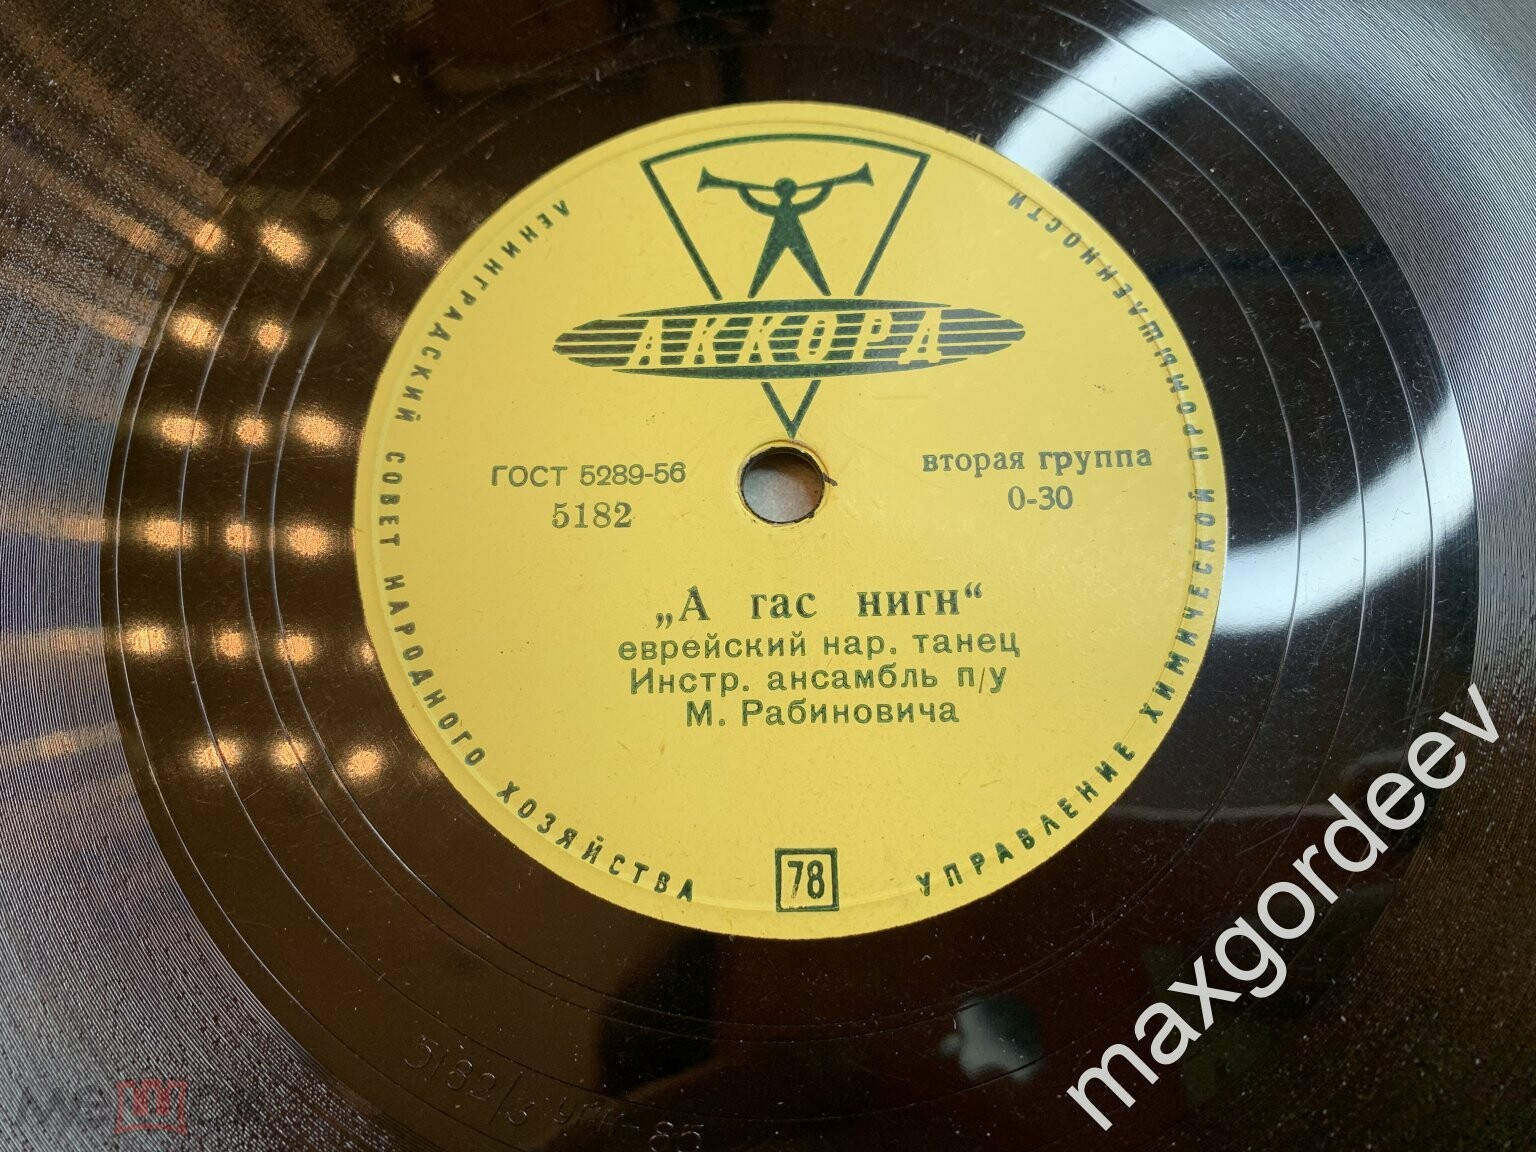 ЛЕНИНГРАДСКИЙ СОВЕТ НАРОДНОГО ХОЗЯЙСТВА
УПРАВЛЕНИЕ ХИМИЧЕСКОЙ ПРОМЫШЛЕННОСТИ
АККОРД
ГОСТ 5289-56
5182
вторая группа
0-30
„А гас нигн“
еврейский нар. танец
Инстр. ансамбль п/у
М. Рабиновича
78
maxgordeev